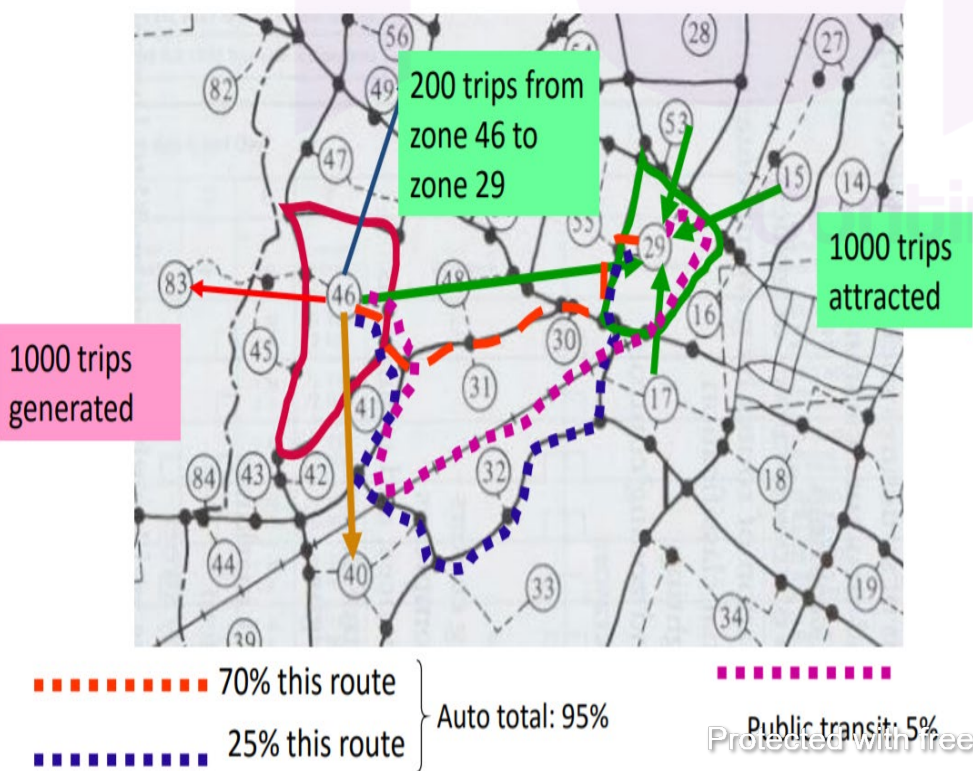 56
28
27
82
49
200 trips from
zone 46 to
zone 29
53
47
15
14
55
29
1000 trips
attracted
83
46
48
16
30
1000 trips
generated
45
31
41
17
32
84
43
42
18
44
40
33
19
34
39
70% this route
Auto total: 95%
25% this route
Public transit: 5%
Protected with free